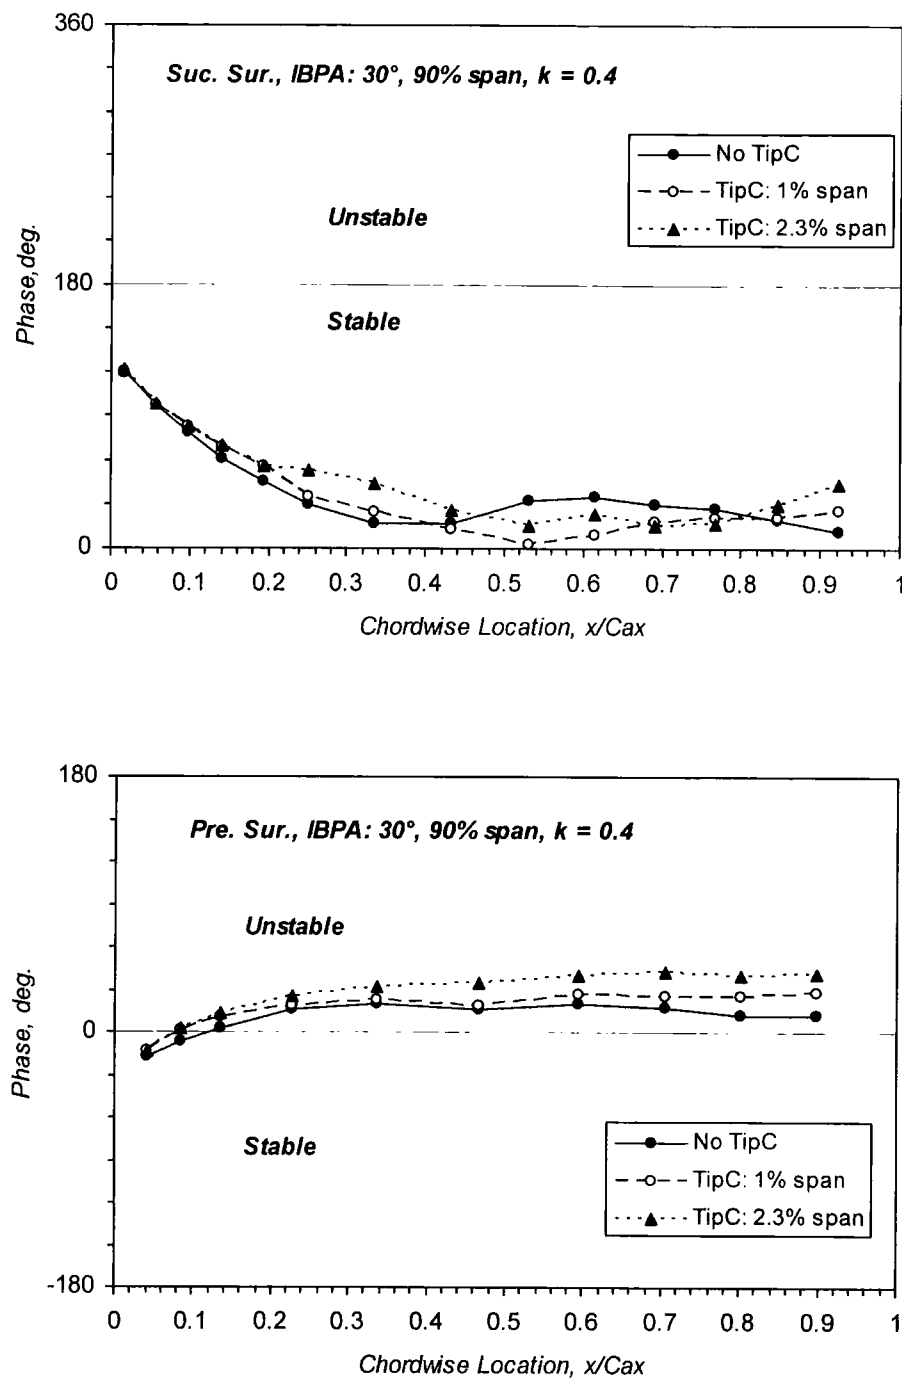 360
Suc. Sur., IBPA: 30°, 90% span, k = 0.4
No TipC
TipC: 1% span
TipC: 2.3% span
Unstable
Phase,deg.
180
Stable
0
0 0.1 0.2 0.3 0.4 0.5 0.6 0.7 0.8 0.9 1
Chordwise Location, x/Cax
180
Pre. Sur., IBPA: 30°, 90% span, k = 0.4
Unstable
Phase, deg.
0
Stable
No TipC
TipC: 1% span
TipC: 2.3% span
-180
0 0.1 0.2 0.3 0.4 0.5 0.6 0.7 0.8 0.9 1
Chordwise Location, x/Cax